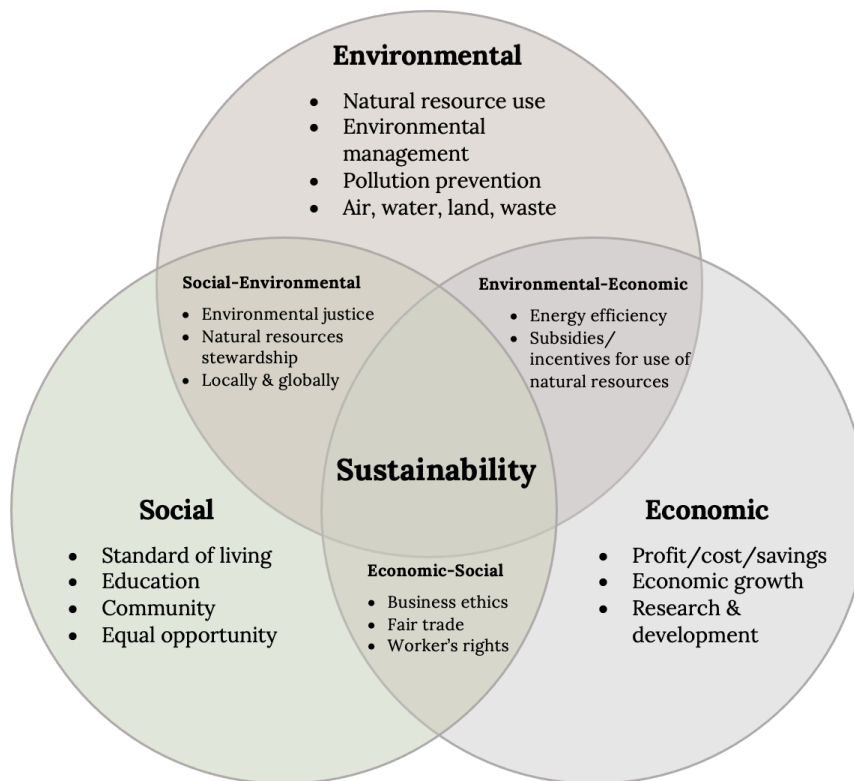 Environmental
• Natural resource use
• Environmental
management
• Pollution prevention
• Air, water, land, waste
Social-Environmental
• Environmental justice
• Natural resources
stewardship
• Locally & globally
Environmental-Economic
• Energy efficiency
• Subsidies/
incentives for use of
natural resources
Sustainability
Social
• Standard of living
• Education
• Community
• Equal opportunity
Economic-Social
• Business ethics
• Fair trade
• Worker's rights
Economic
• Profit/cost/savings
• Economic growth
• Research &
development